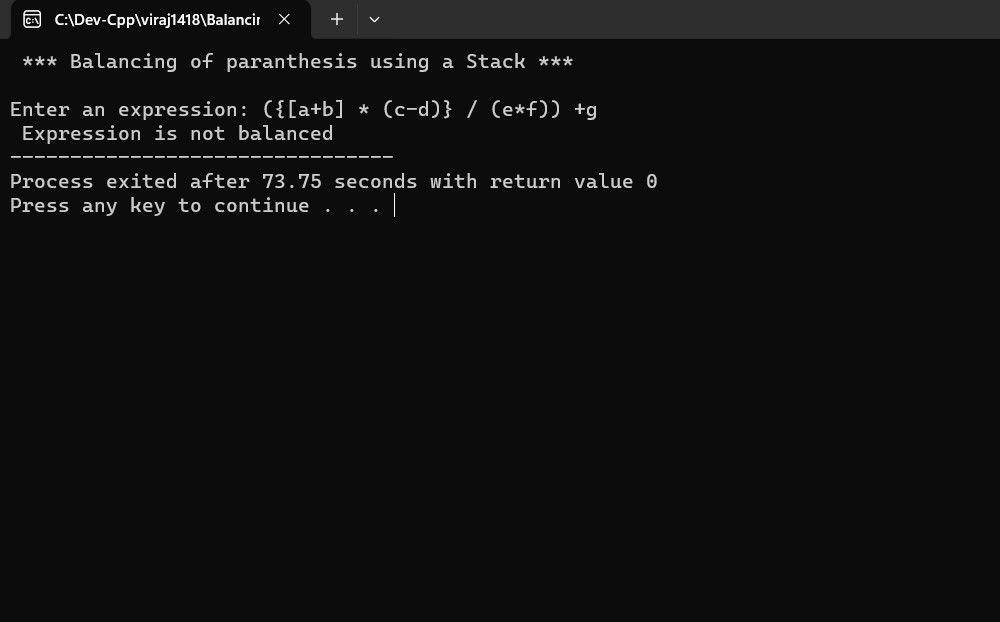 C:\Dev-Cpp\viraj1418\Balancin
*** Balancing of paranthesis using a Stack ***
Enter an expression: ({[a+b] * (c-d)} / (e*f)) +g
Expression is not balanced
--------------------------------
Process exited after 73.75 seconds with return value 0
Press any key to continue . . .